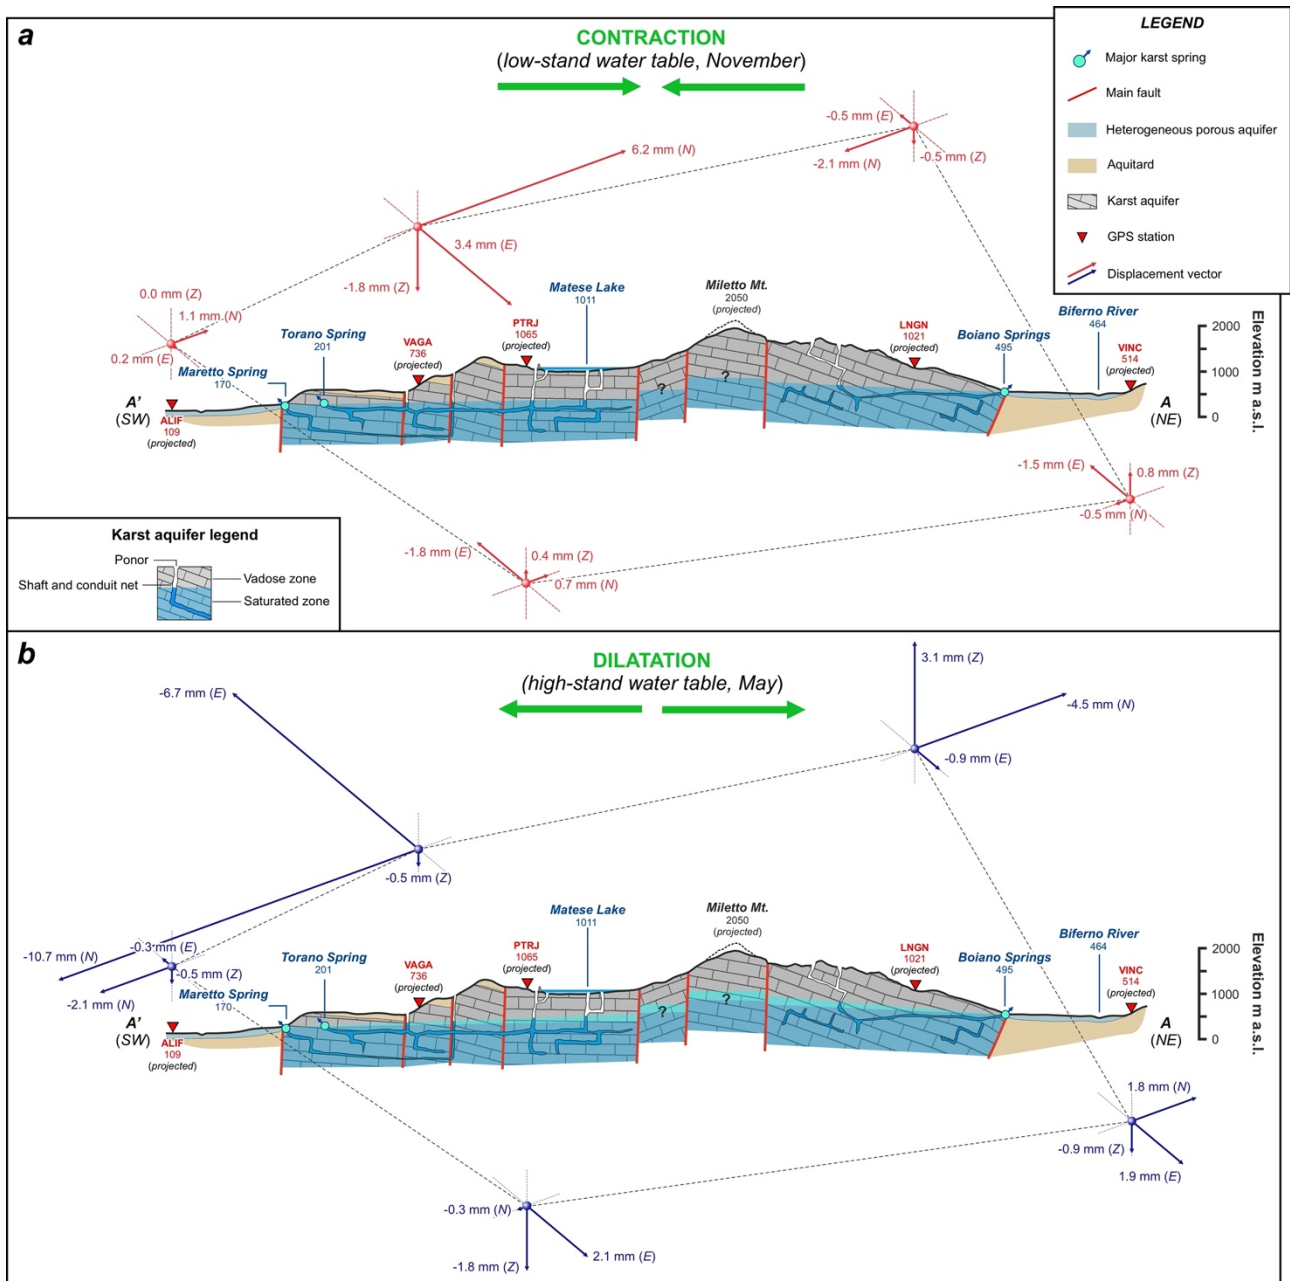 a
CONTRACTION
(low-stand water table, November)
LEGEND
Major karst spring
Main fault
Heterogeneous porous aquifer
Aquitard
Karst aquifer
GPS station
Displacement vector
-0.5 mm (E)
-2.1 mm (N)
-0.5 mm (Z)
6.2 mm (N)
3.4 mm (E)
-1.8 mm (Z)
0.0 mm (Z)
1.1 mm (N)
0.2 mm (E)
Maretto Spring
170
Torano Spring
201
VAGA
736
(projected)
PTRJ
1065
(projected)
Matese Lake
1011
Miletto Mt.
2050
(projected)
LNGN
1021
(projected)
Boiano Springs
495
Biferno River
464
VINC
514
(projected)
2000
1000
0
Elevation m a.s.l.
A'
(SW)
ALIF
109
(projected)
?
?
A
(NE)
-1.5 mm (E)
0.8 mm (Z)
-0.5 mm (N)
-1.8 mm (E)
0.4 mm (Z)
0.7 mm (N)
Karst aquifer legend
Ponor
Shaft and conduit net
Vadose zone
Saturated zone
b
DILATATION
(high-stand water table, May)
-6.7 mm (E)
3.1 mm (Z)
-4.5 mm (N)
-0.9 mm (E)
-0.5 mm (Z)
-10.7 mm (N)
-0.3 mm (E)
-0.5 mm (Z)
-2.1 mm (N)
Maretto Spring
170
Torano Spring
201
VAGA
736
(projected)
PTRJ
1065
(projected)
Matese Lake
1011
Miletto Mt.
2050
(projected)
LNGN
1021
(projected)
Boiano Springs
495
Biferno River
464
VINC
514
(projected)
2000
1000
0
Elevation m a.s.l.
A'
(SW)
ALIF
109
(projected)
?
?
A
(NE)
1.8 mm (N)
-0.9 mm (Z)
1.9 mm (E)
-0.3 mm (N)
2.1 mm (E)
-1.8 mm (Z)